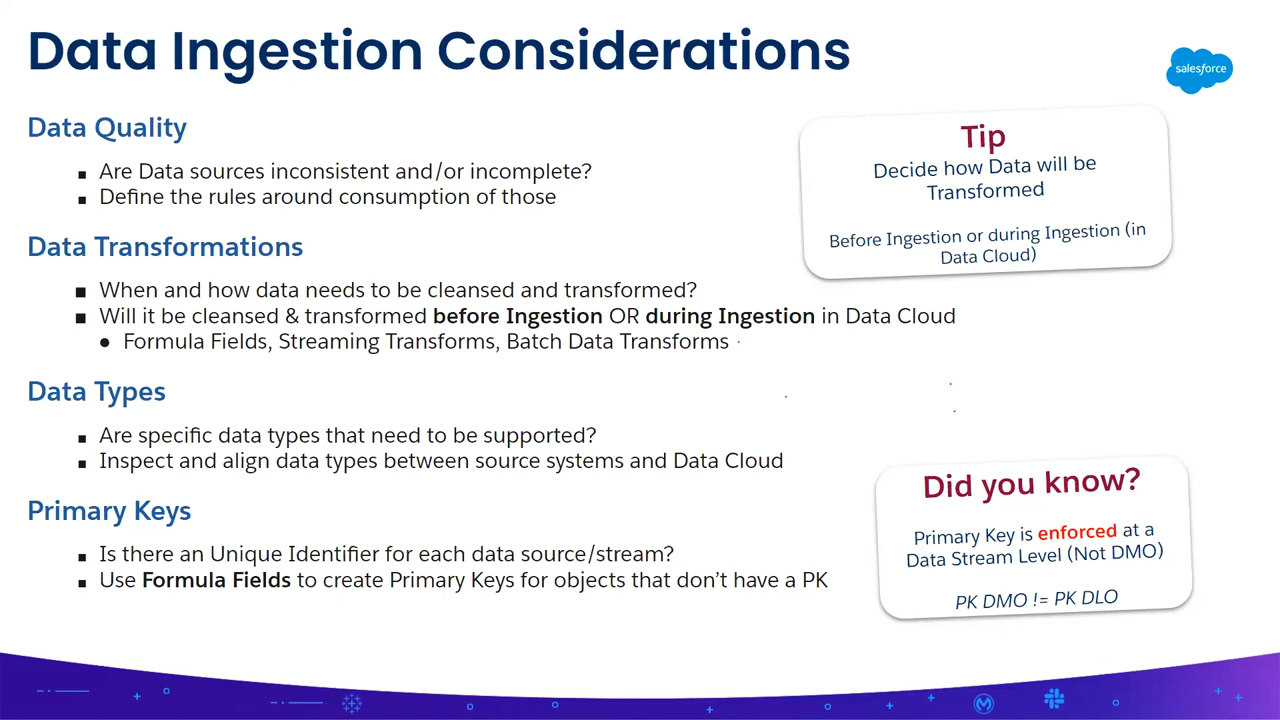 Data Ingestion Considerations
salesforce
Data Quality
Are Data sources inconsistent and/or incomplete?
Define the rules around consumption of those
Data Transformations
When and how data needs to be cleansed and transformed?
Will it be cleansed & transformed before Ingestion OR during Ingestion in Data Cloud
Formula Fields, Streaming Transforms, Batch Data Transforms
Data Types
Are specific data types that need to be supported?
Inspect and align data types between source systems and Data Cloud
Primary Keys
Is there an Unique Identifier for each data source/stream?
Use Formula Fields to create Primary Keys for objects that don’t have a PK
Tip
Decide how Data will be
Transformed
Before Ingestion or during Ingestion (in
Data Cloud)
Did you know?
Primary Key is enforced at a
Data Stream Level (Not DMO)
PK DMO != PK DLO